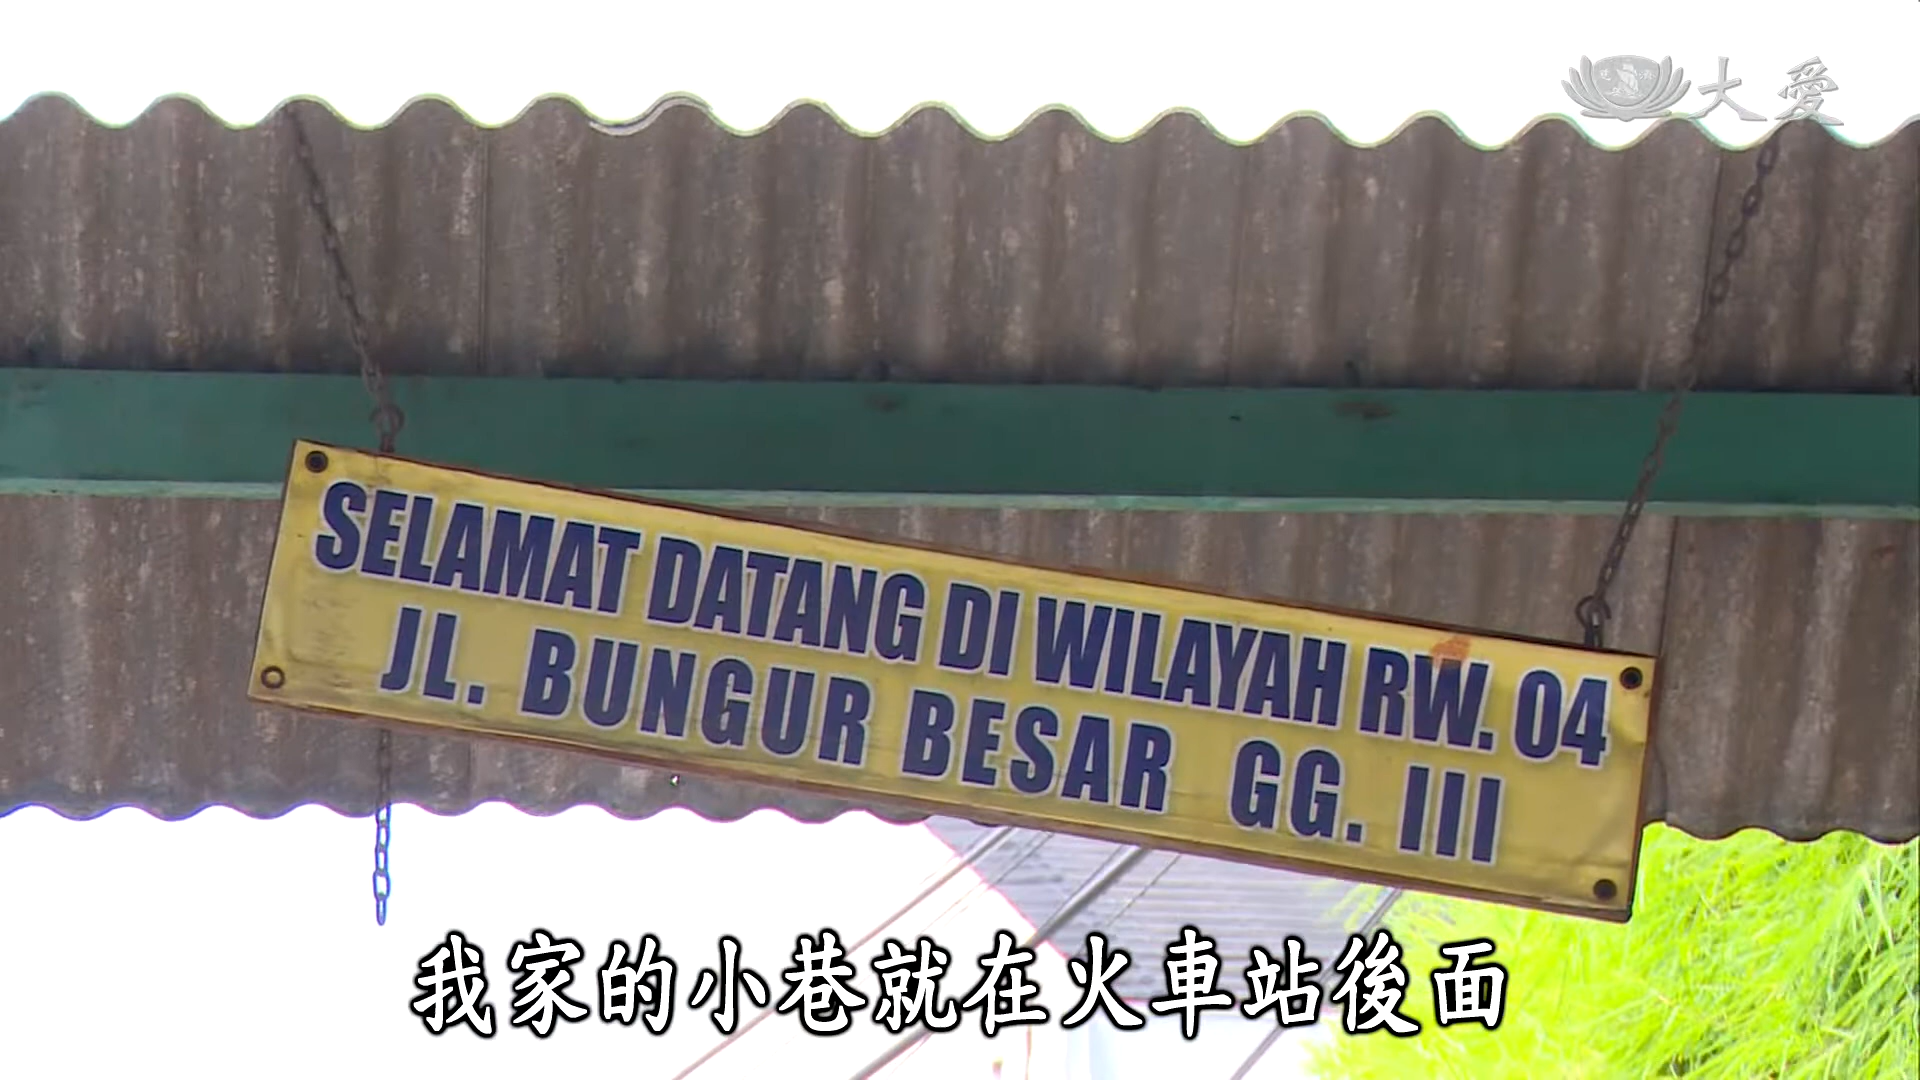 大愛
SELAMAT DATANG DI WILAYAH RW. 04
JL. BUNGUR BESAR GG. III
我家的小巷就在火車站後面